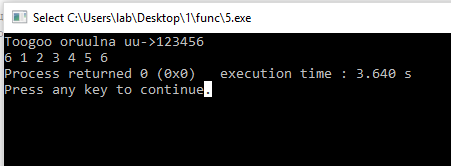 Select C:\Users\lab\Desktop\1\func\5.exe
Toogoo oruulna uu->123456
6 1 2 3 4 5 6
Process returned 0 (0x0)   execution time : 3.640 s
Press any key to continue.